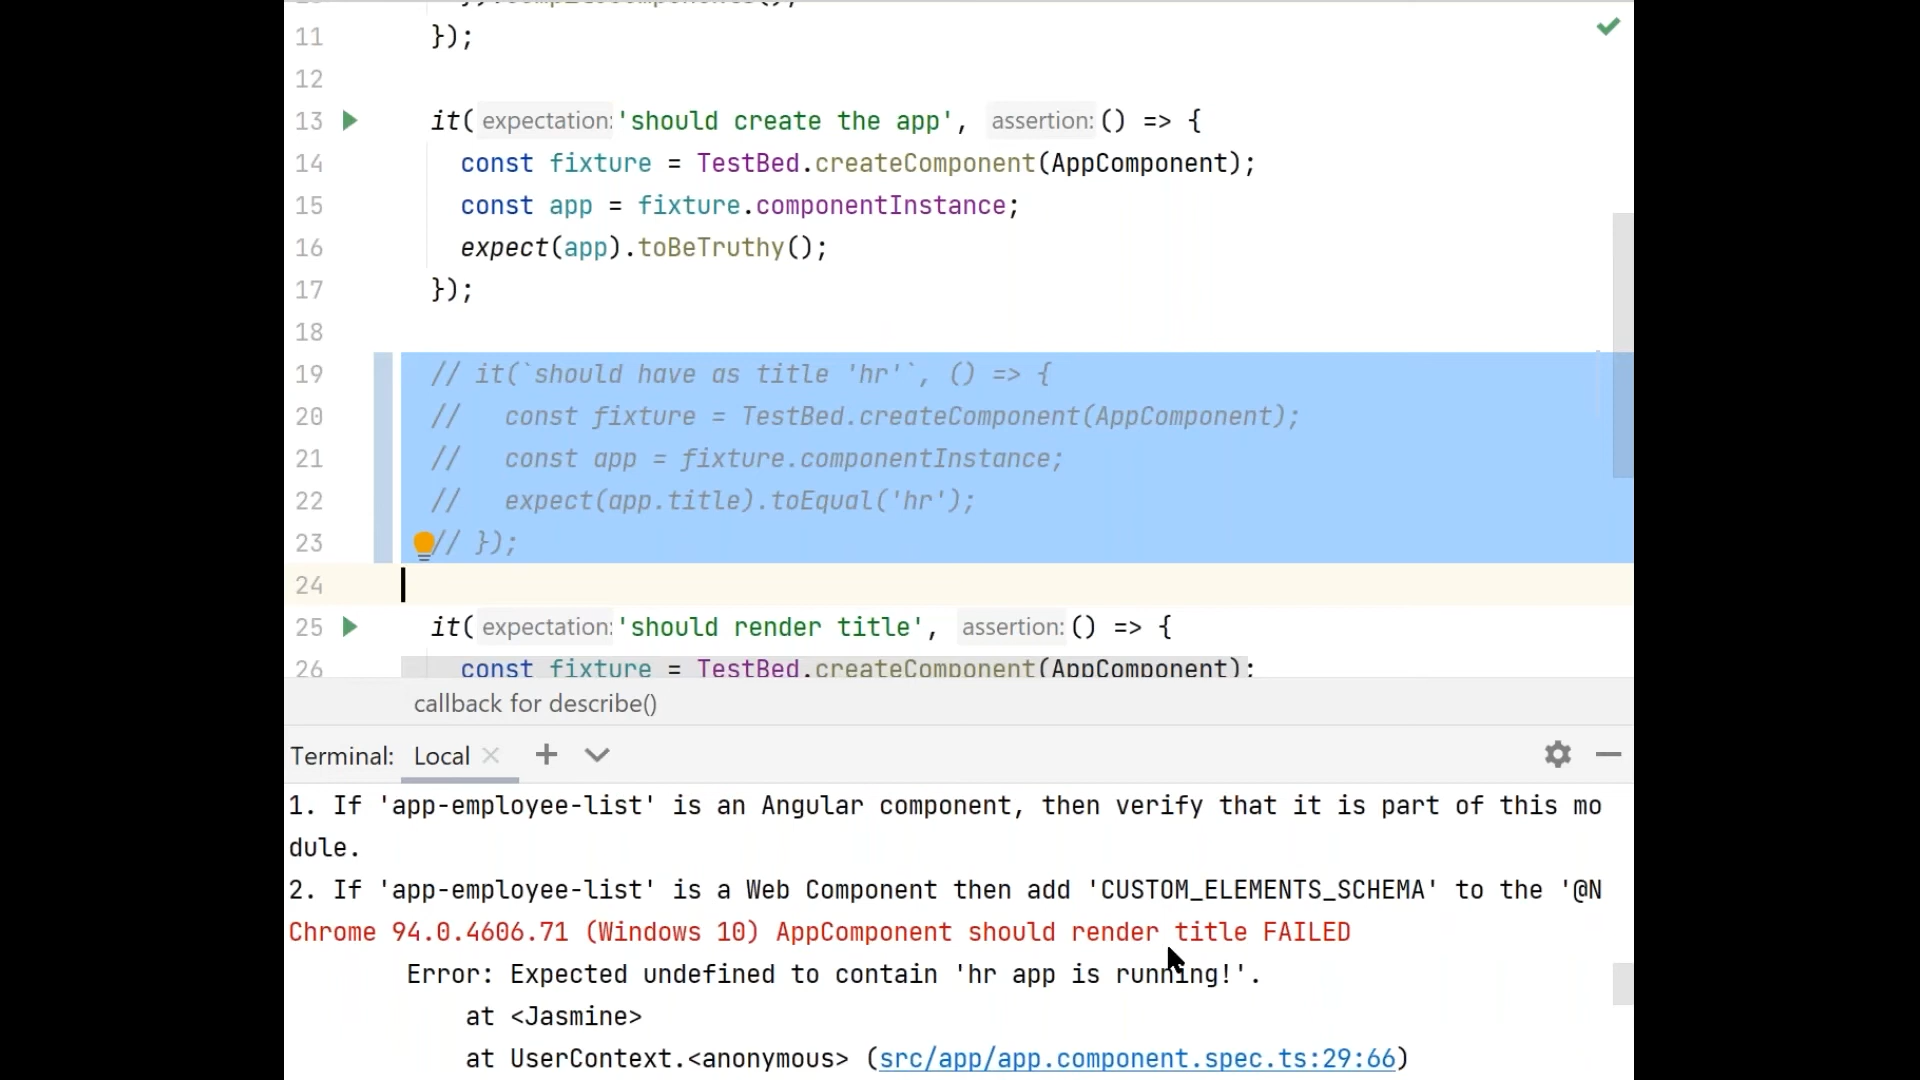 11 });
12
13 it( expectation: 'should create the app', assertion: () => {
14 const fixture = TestBed.createComponent(AppComponent);
15 const app = fixture.componentInstance;
16 expect(app).toBeTruthy();
17 });
18
19 // it(`should have as title 'hr'`, () => {
20 // const fixture = TestBed.createComponent(AppComponent);
21 // const app = fixture.componentInstance;
22 // expect(app.title).toEqual('hr');
23 // });
24
25 it( expectation: 'should render title', assertion: () => {
26 const fixture = TestBed.createComponent(AppComponent);
callback for describe()
Terminal: Local
1. If 'app-employee-list' is an Angular component, then verify that it is part of this mo
dule.
2. If 'app-employee-list' is a Web Component then add 'CUSTOM_ELEMENTS_SCHEMA' to the '@N
Chrome 94.0.4606.71 (Windows 10) AppComponent should render title FAILED
Error: Expected undefined to contain 'hr app is running!'.
at <Jasmine>
at UserContext.<anonymous> (src/app/app.component.spec.ts:29:66)